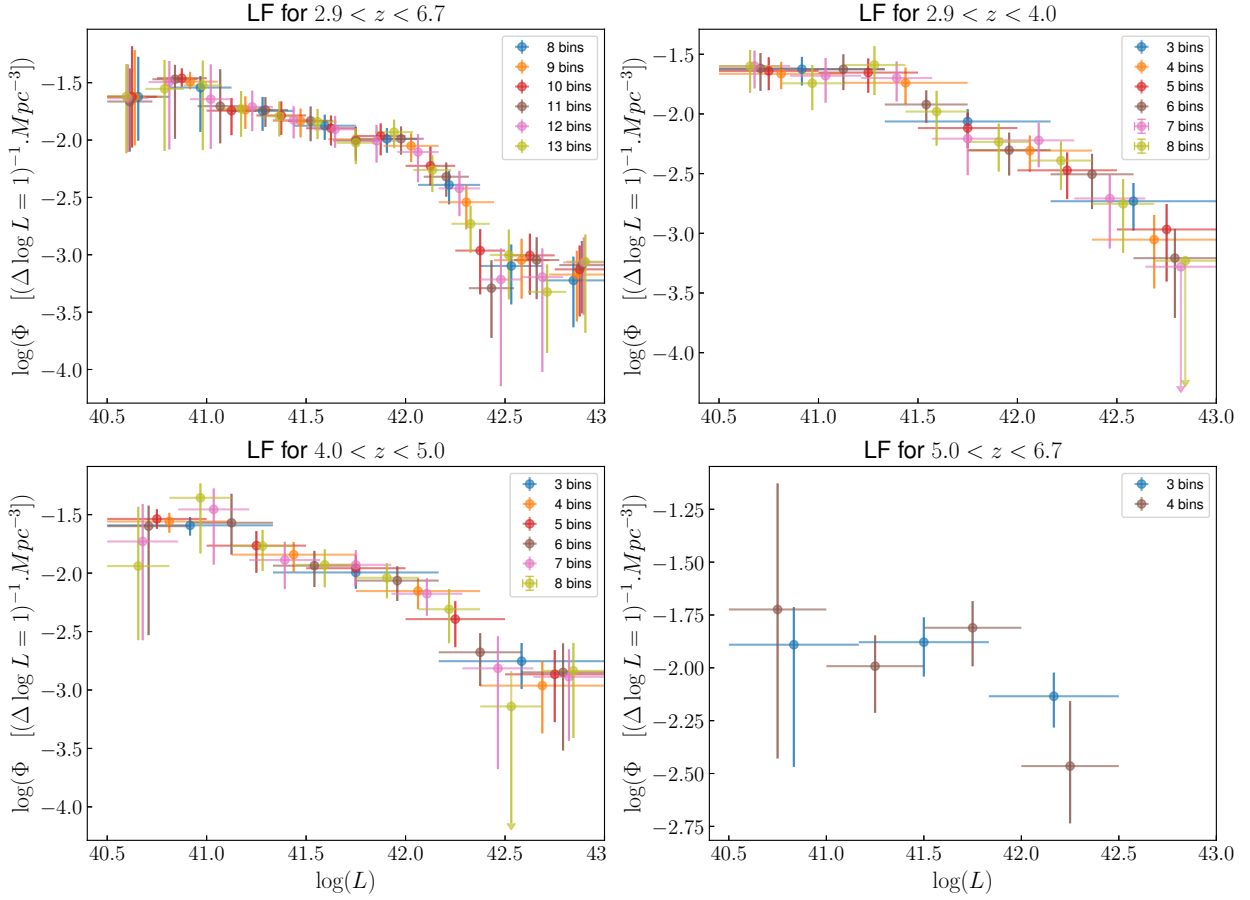 LF for 2.9 < z < 6.7
log(Φ [(Δ log L = 1)⁻¹.Mpc⁻³])
−1.5
−2.0
−2.5
−3.0
−3.5
−4.0
40.5 41.0 41.5 42.0 42.5 43.0
8 bins
9 bins
10 bins
11 bins
12 bins
13 bins
LF for 2.9 < z < 4.0
log(Φ [(Δ log L = 1)⁻¹.Mpc⁻³])
−1.5
−2.0
−2.5
−3.0
−3.5
−4.0
40.5 41.0 41.5 42.0 42.5 43.0
3 bins
4 bins
5 bins
6 bins
7 bins
8 bins
LF for 4.0 < z < 5.0
log(Φ [(Δ log L = 1)⁻¹.Mpc⁻³])
−1.5
−2.0
−2.5
−3.0
−3.5
−4.0
40.5 41.0 41.5 42.0 42.5 43.0
log(L)
3 bins
4 bins
5 bins
6 bins
7 bins
8 bins
LF for 5.0 < z < 6.7
log(Φ [(Δ log L = 1)⁻¹.Mpc⁻³])
−1.25
−1.50
−1.75
−2.00
−2.25
−2.50
−2.75
40.5 41.0 41.5 42.0 42.5 43.0
log(L)
3 bins
4 bins